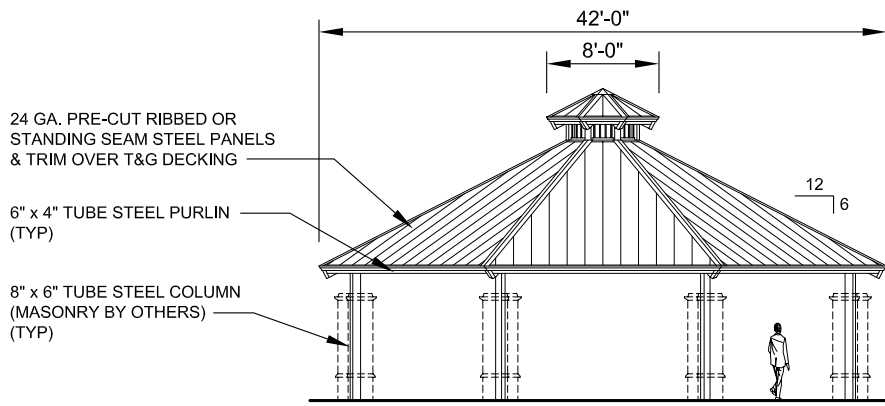 42'-0"
8'-0"
24 GA. PRE-CUT RIBBED OR
STANDING SEAM STEEL PANELS
& TRIM OVER T&G DECKING
12
6
6" x 4" TUBE STEEL PURLIN
(TYP)
8" x 6" TUBE STEEL COLUMN
(MASONRY BY OTHERS)
(TYP)